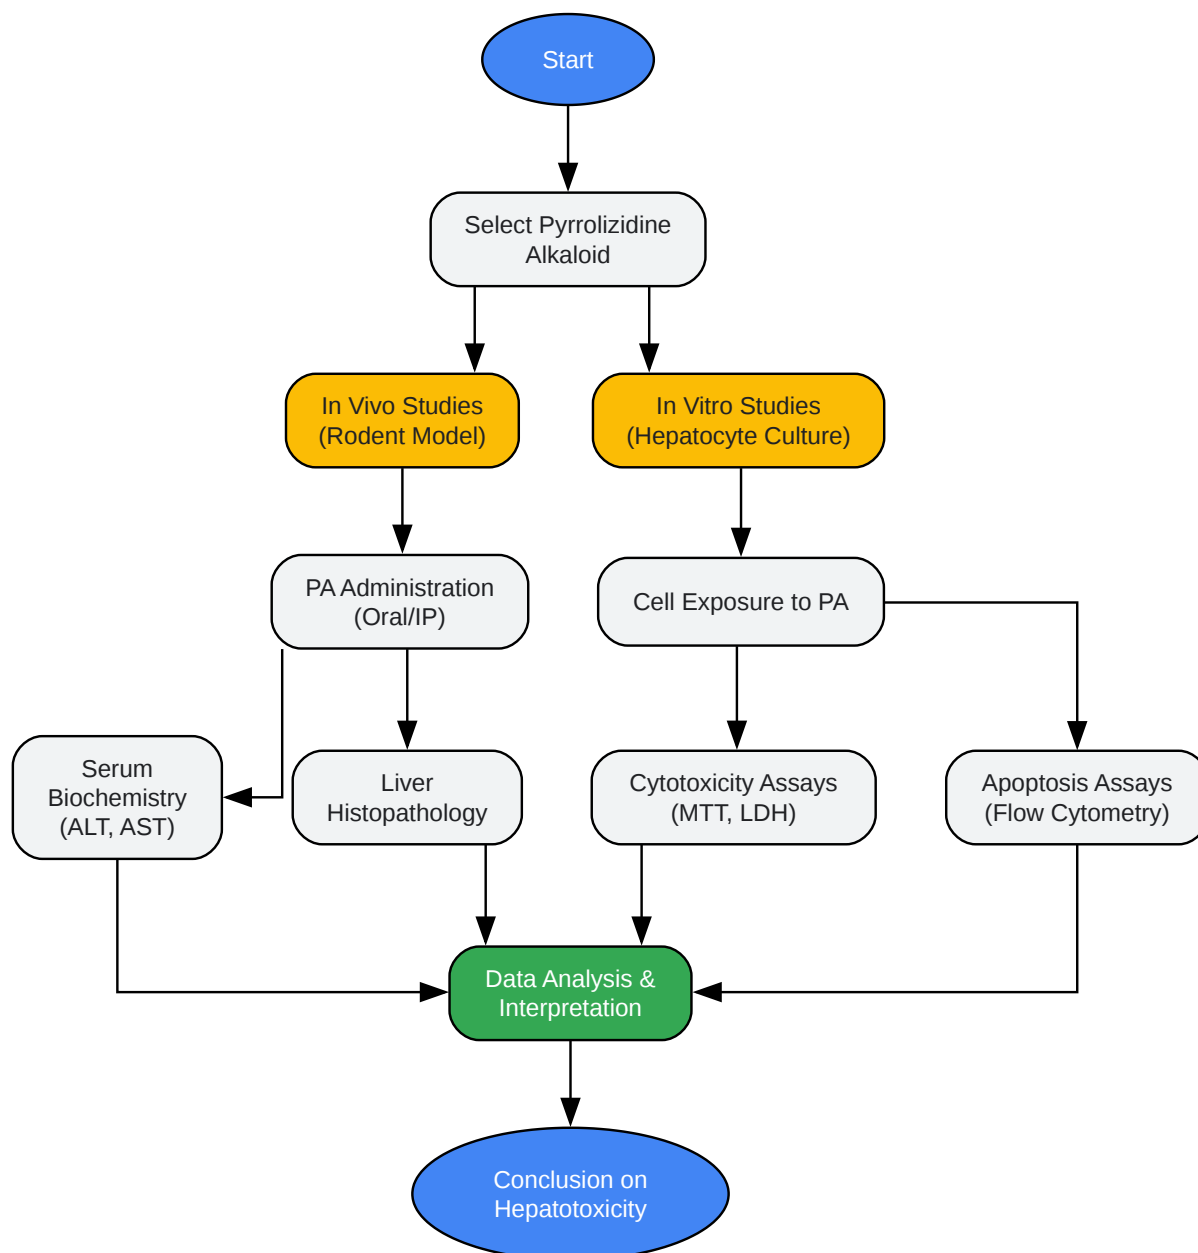 Start
Select Pyrrolizidine
Alkaloid
In Vivo Studies
(Rodent Model)
In Vitro Studies
(Hepatocyte Culture)
PA Administration
(Oral/IP)
Cell Exposure to PA
Serum
Biochemistry
(ALT, AST)
Liver
Histopathology
Cytotoxicity Assays
(MTT, LDH)
Apoptosis Assays
(Flow Cytometry)
Data Analysis &
Interpretation
Conclusion on
Hepatotoxicity